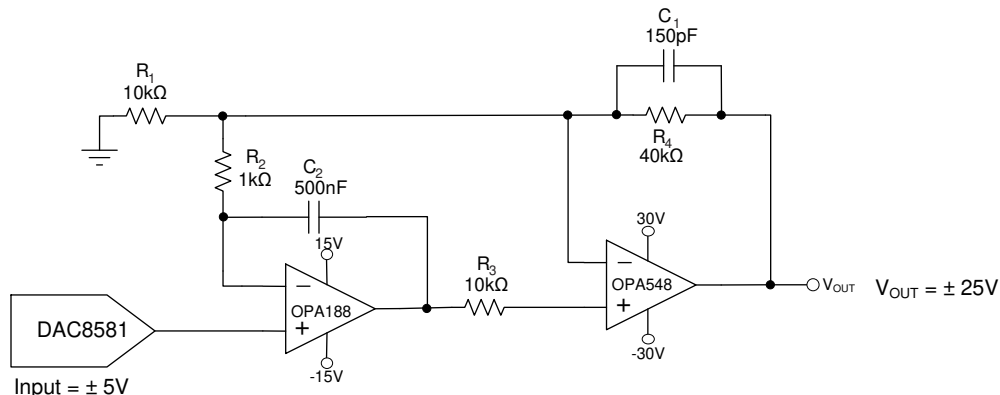 C1
150pF
R1
10kΩ
R4
40kΩ
R2
1kΩ
C2
500nF
15V
30V
R3
10kΩ
OPA188
OPA548
VOUT
VOUT = ± 25V
DAC8581
-15V
-30V
Input = ± 5V